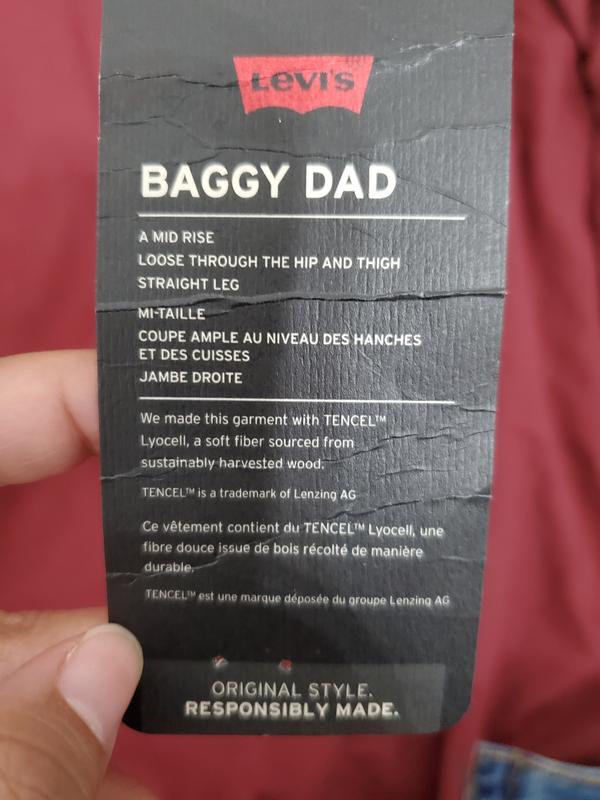 Levi's
BAGGY DAD
A MID RISE
LOOSE THROUGH THE HIP AND THIGH
STRAIGHT LEG
MI-TAILLE
COUPE AMPLE AU NIVEAU DES HANCHES
ET DES CUISSES
JAMBE DROITE
We made this garment with TENCEL™
Lyocell, a soft fiber sourced from
sustainably harvested wood.
TENCEL™ is a trademark of Lenzing AG
Ce vêtement contient du TENCEL™ Lyocell, une
fibre douce issue de bois récolté de manière
durable.
TENCEL™ est une marque déposée du groupe Lenzing AG
ORIGINAL STYLE.
RESPONSIBLY MADE.